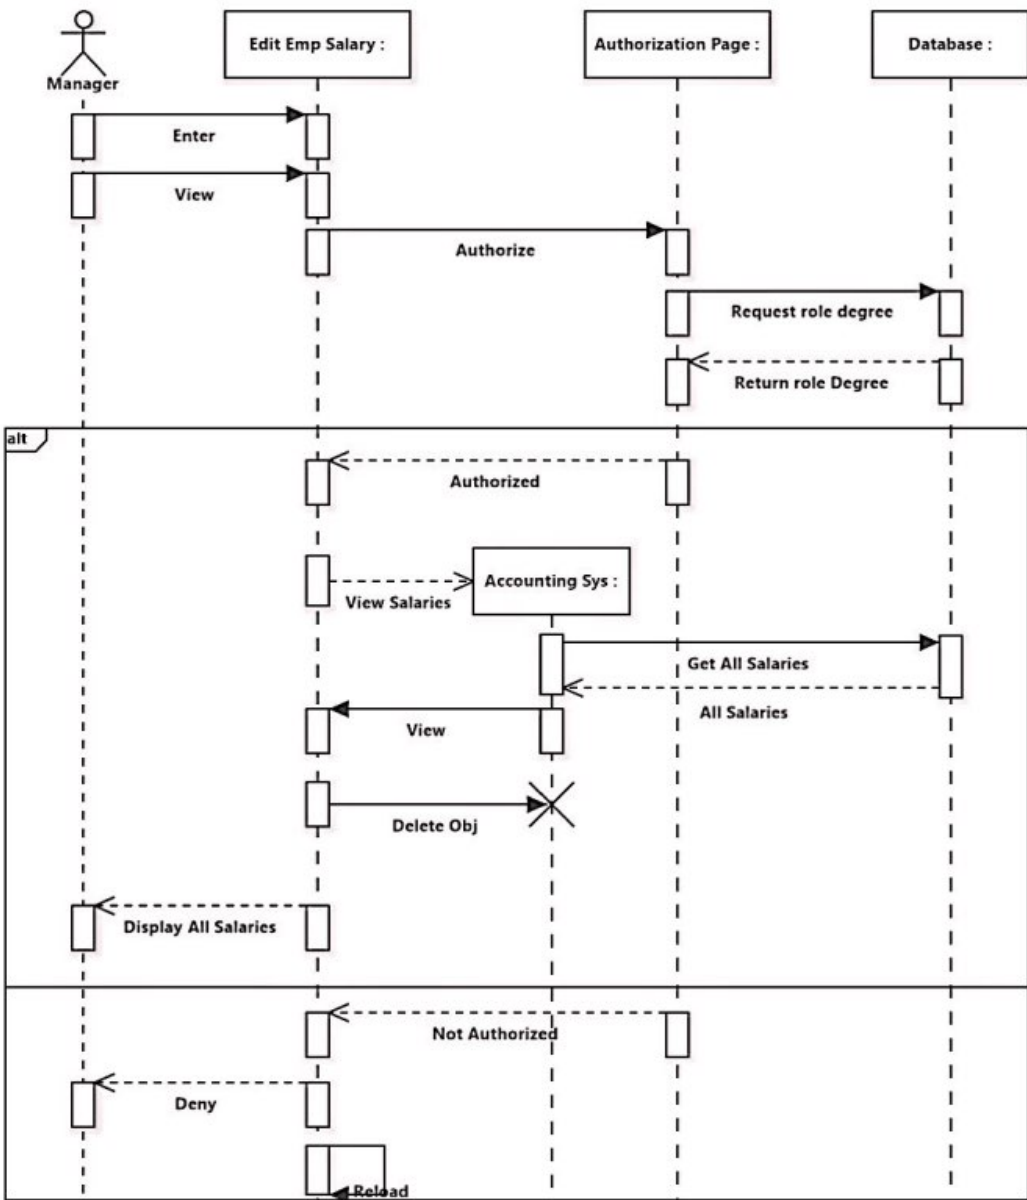 Edit Emp Salary :
Authorization Page :
Database :
Manager
Enter
View
Authorize
Request role degree
Return role Degree
alt
Authorized
Accounting Sys :
View Salaries
Get All Salaries
All Salaries
View
Delete Obj
Display All Salaries
Not Authorized
Deny
Reload